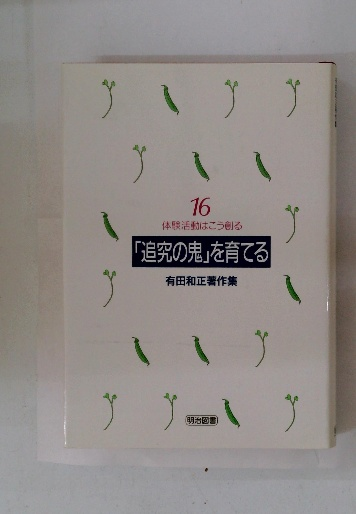 16
体験活動はこう創る
「追究の鬼」を育てる
有田和正著作集
明治図書